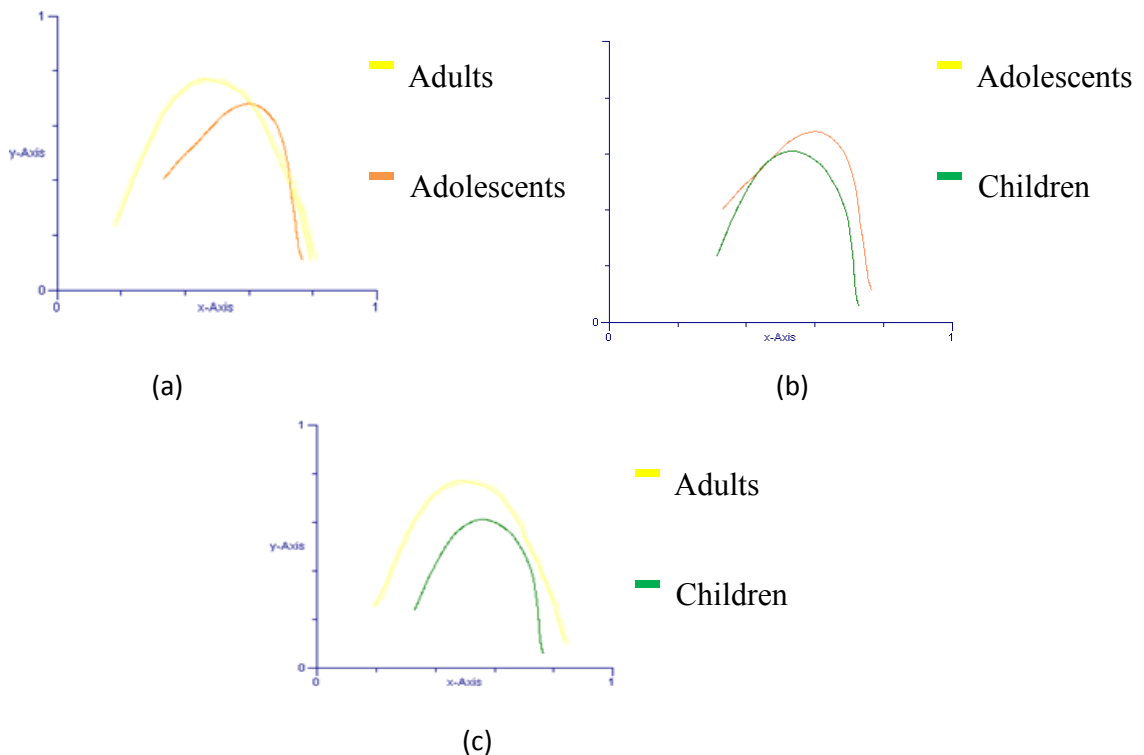 1
y-Axis
0
0
x-Axis
1
Adults
Adolescents
(a)
0
0
x-Axis
1
Adolescents
Children
(b)
1
y-Axis
0
0
x-Axis
1
Adults
Children
(c)